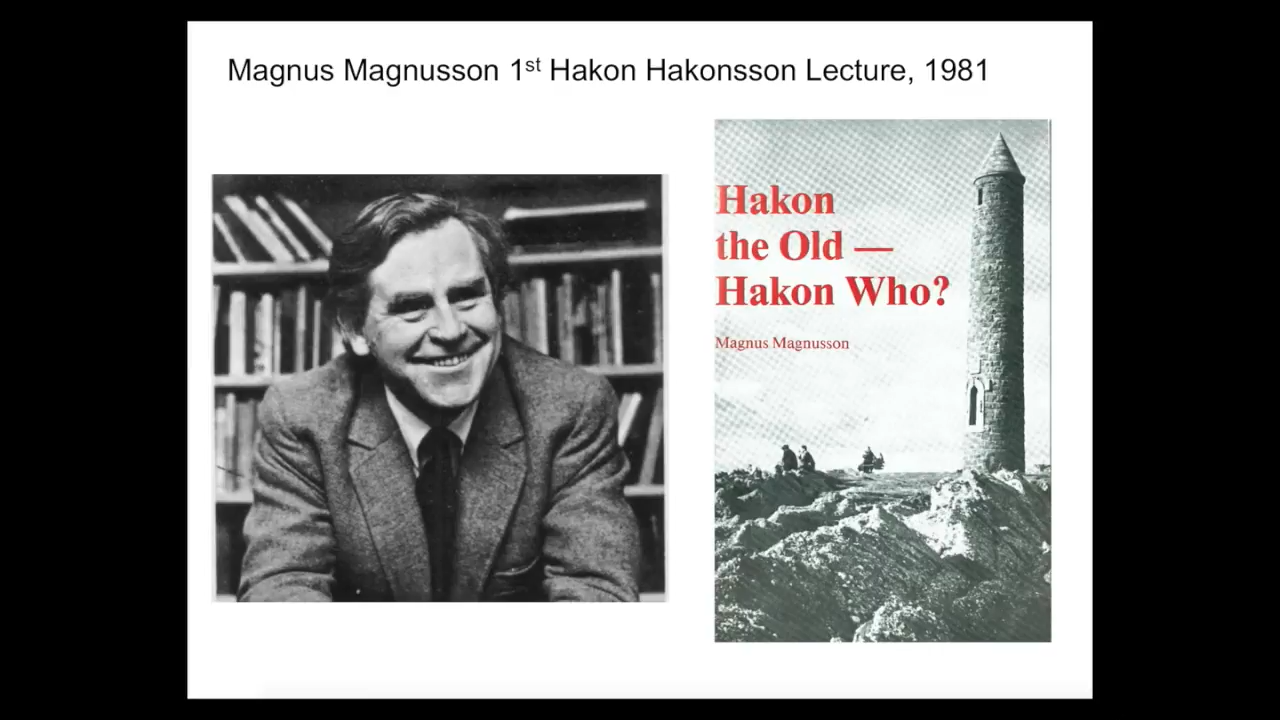 Magnus Magnusson 1st Hakon Hakonsson Lecture, 1981
Hakon
the Old —
Hakon Who?
Magnus Magnusson